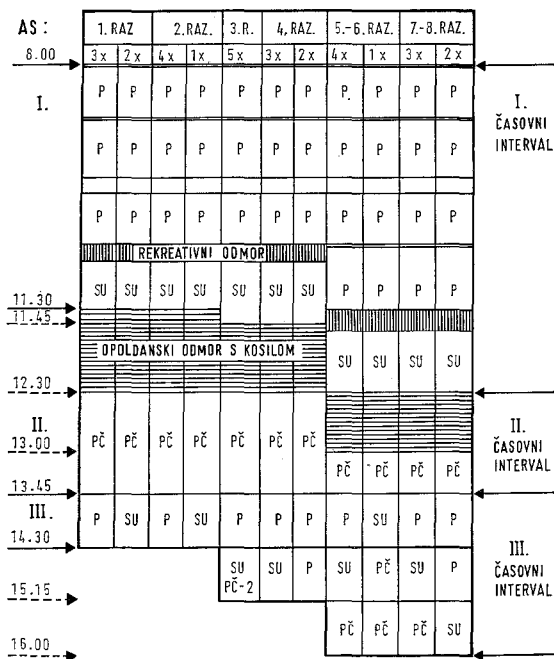 AS : 1. RAZ 2.RAZ. 3.R. 4, RAZ. 5.-6.RAZ. 7.-8.RAZ.
8.00 3x 2x 4x 1x 5x 3x 2x 4x 1x 3x 2x
I. P P P P P P P P P P P I.
ČASOVNI
INTERVAL
P P P P P P P P P P P
P P P P P P P P P P P
REKREATIVNI ODMOR
SU SU SU SU SU SU P P P P
11.30
11.45
OPOLDANSKI ODMOR S KOSILOM SU SU SU SU
12.30
II. PČ PČ PČ PČ PČ PČ PČ II.
ČASOVNI
INTERVAL
13.00
PČ PČ PČ PČ
13.45
III. P SU P SU P P P P SU P P
14.30
SU SU P SU PČ SU P III.
PČ-2 ČASOVNI
INTERVAL
15.15
PČ PČ PČ SU
16.00